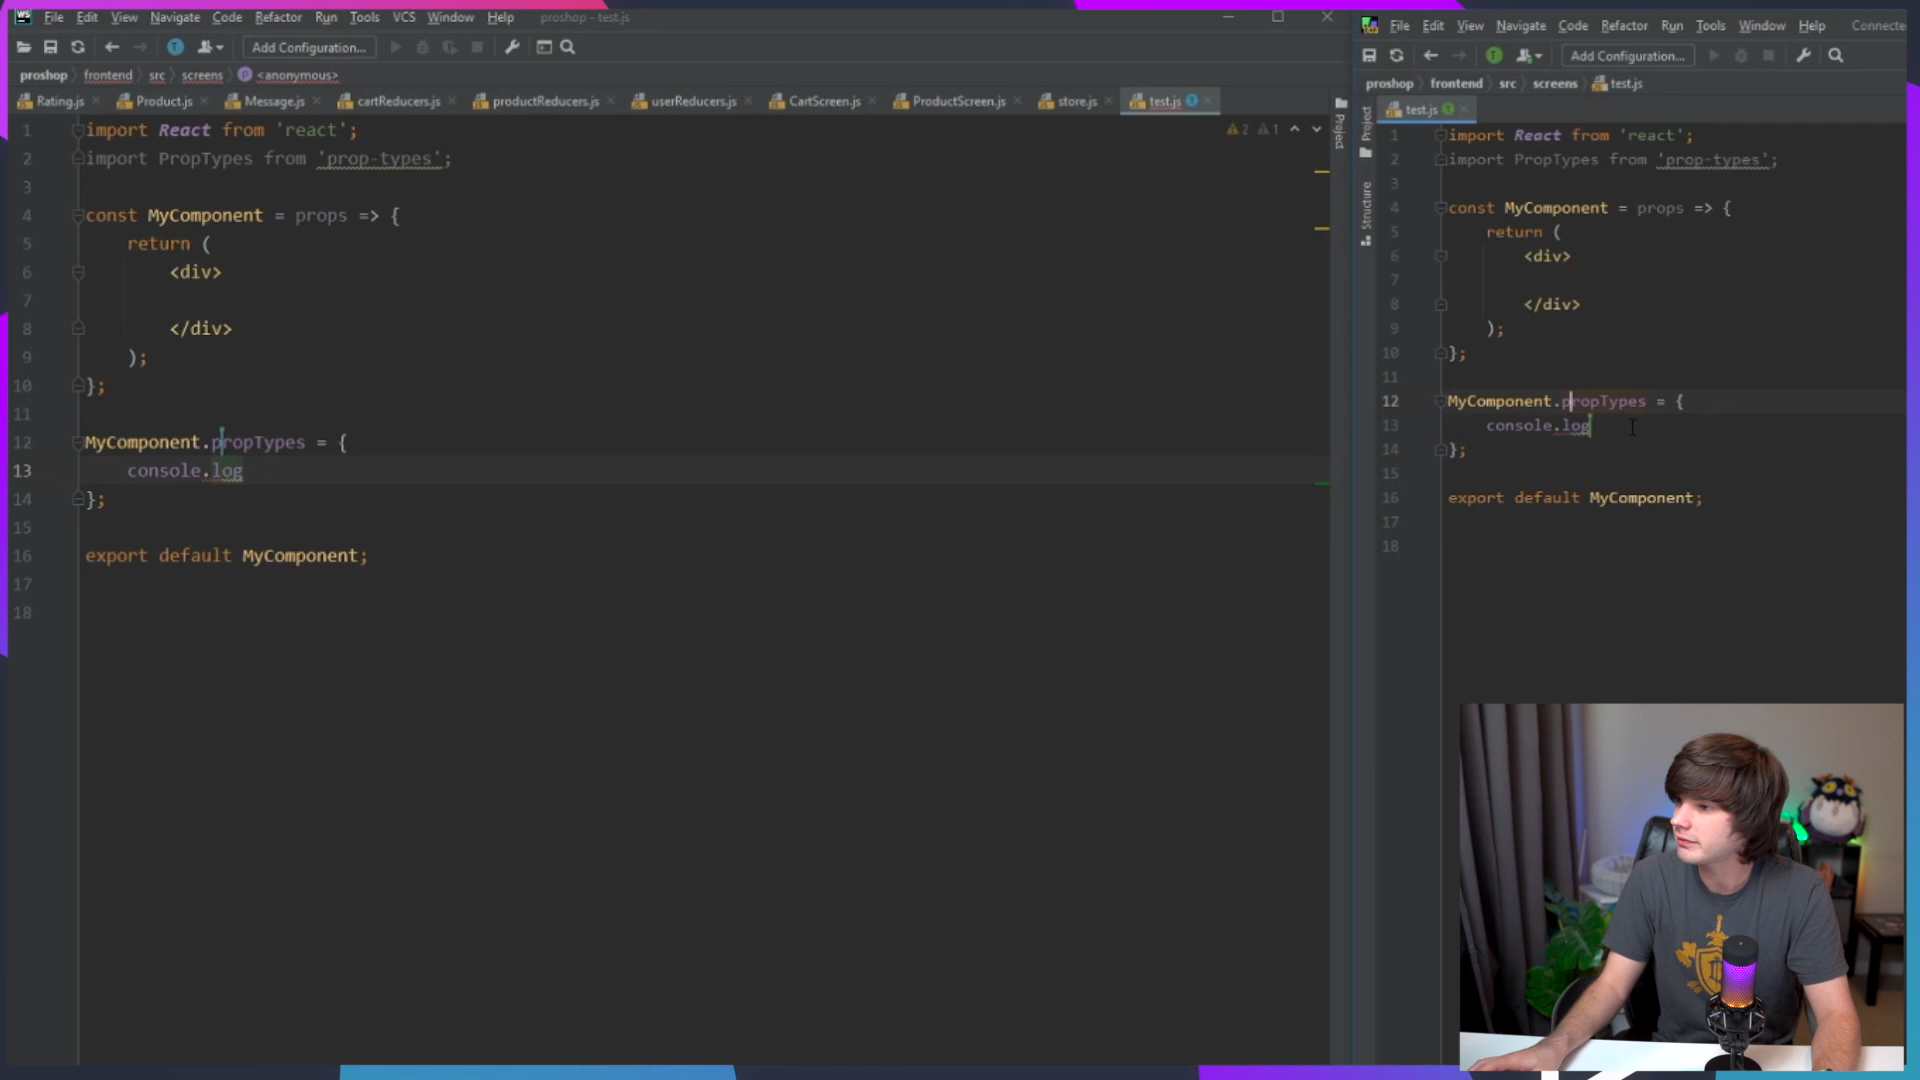 WS File Edit View Navigate Code Refactor Run Tools VCS Window Help proshop - test.js
Add Configuration...
proshop frontend src screens <anonymous>
Rating.js Product.js Message.js cartReducers.js productReducers.js userReducers.js CartScreen.js ProductScreen.js store.js test.js
2 1
1 import React from 'react';
2 import PropTypes from 'prop-types';
3
4 const MyComponent = props => {
5 return (
6 <div>
7
8 </div>
9 );
10 };
11
12 MyComponent.propTypes = {
13 console.log
14 };
15
16 export default MyComponent;
17
18
Project
File Edit View Navigate Code Refactor Run Tools Window Help Connecte
Add Configuration...
proshop frontend src screens test.js
test.js
Project
Structure
1 import React from 'react';
2 import PropTypes from 'prop-types';
3
4 const MyComponent = props => {
5 return (
6 <div>
7
8 </div>
9 );
10 };
11
12 MyComponent.propTypes = {
13 console.log
14 };
15
16 export default MyComponent;
17
18